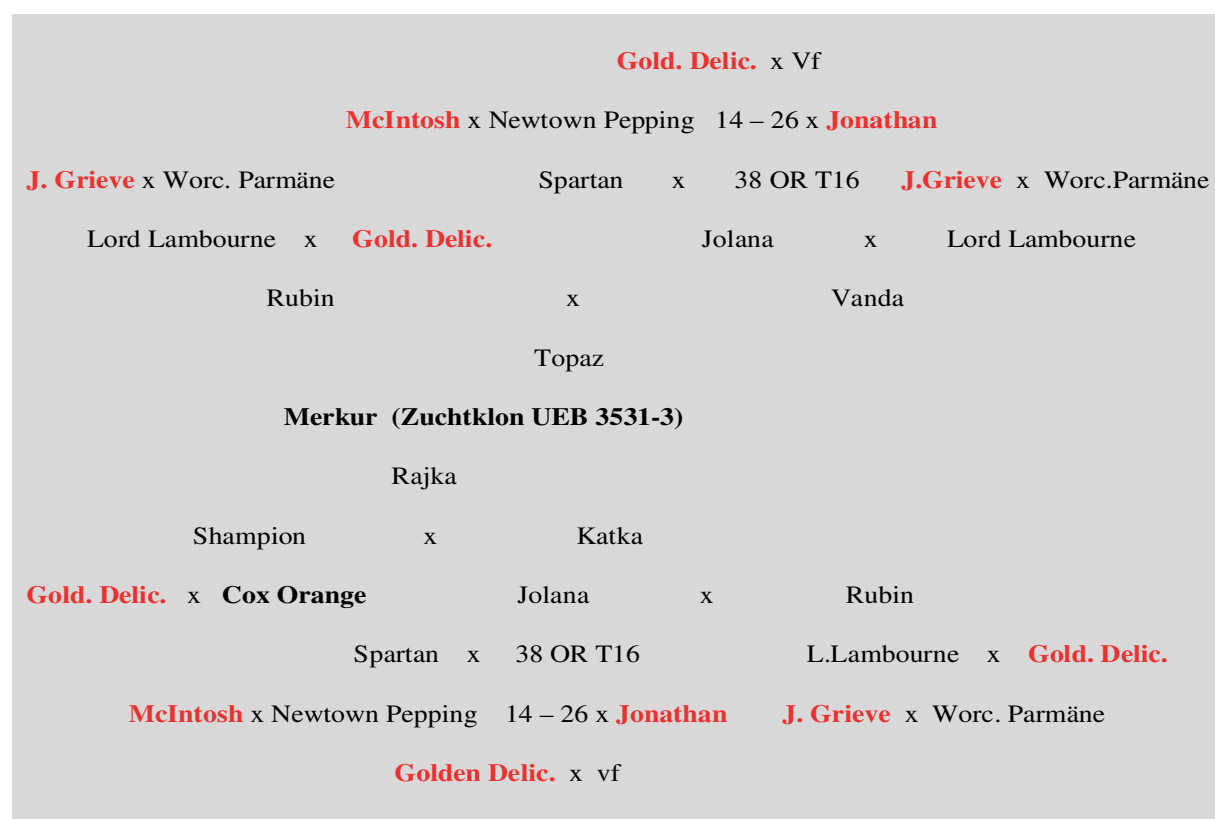 Gold. Delic. x Vf
McIntosh x Newtown Pepping 14 – 26 x Jonathan
J. Grieve x Worc. Parmäne Spartan x 38 OR T16 J.Grieve x Worc.Parmäne
Lord Lambourne x Gold. Delic. Jolana x Lord Lambourne
Rubin x Vanda
Topaz
Merkur (Zuchtklon UEB 3531-3)
Rajka
Shampion x Katka
Gold. Delic. x Cox Orange Jolana x Rubin
Spartan x 38 OR T16 L.Lambourne x Gold. Delic.
McIntosh x Newtown Pepping 14 – 26 x Jonathan J. Grieve x Worc. Parmäne
Golden Delic. x vf